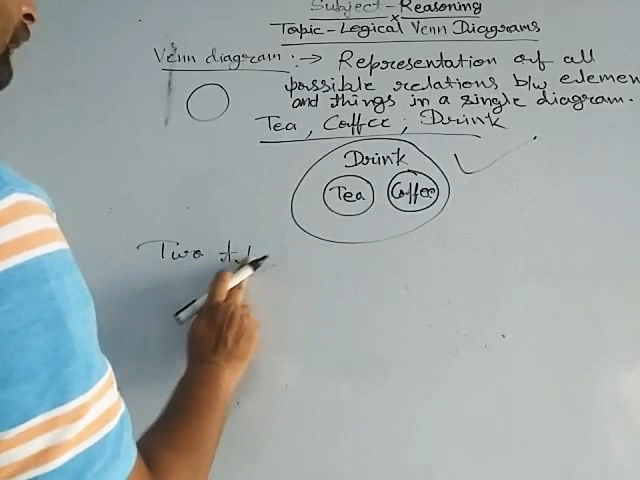 Subject - Reasoning
Topic - Logical Venn Diagrams
Venn diagram :→ Representation of all
possible relations b/w elemen
and things in a single diagram.
Tea, Coffee, Drink
Drink
Tea Coffee
Two